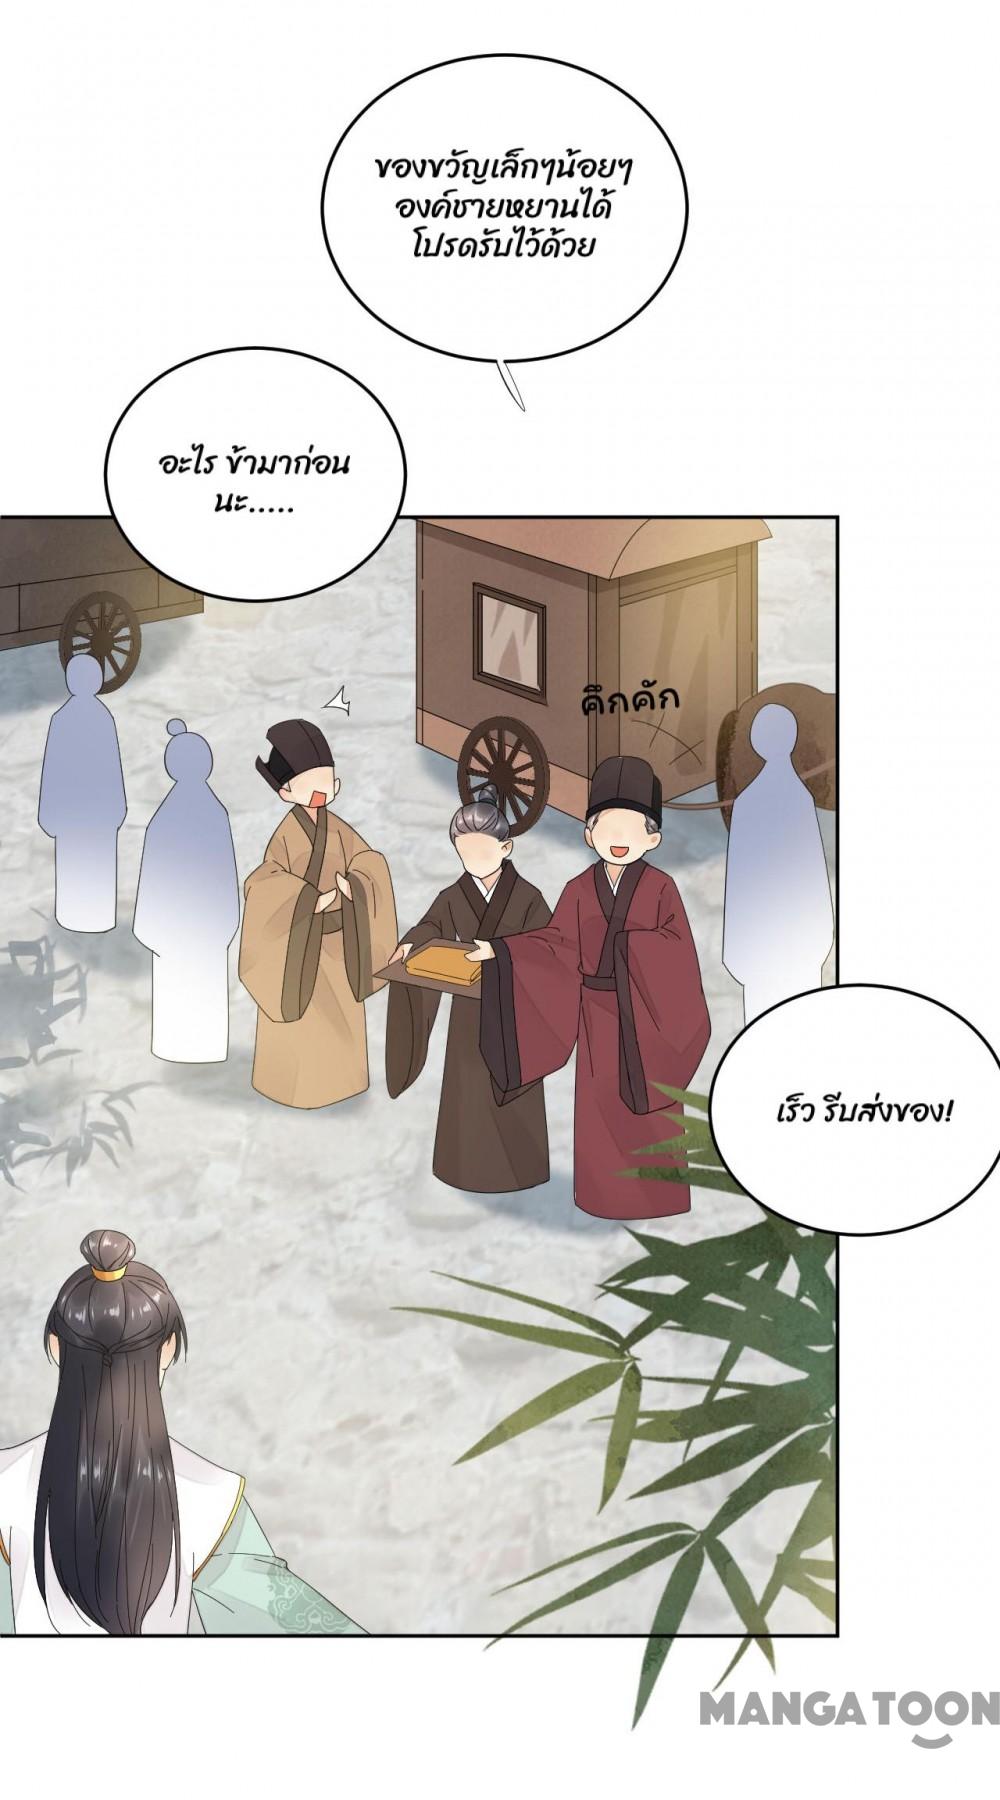 ของขวัญเล็กๆน้อยๆ
องค์ชายหยานได้
โปรดรับไว้ด้วย
อะไร ข้ามาก่อน
นะ.....
คึกคัก
เร็ว รีบส่งของ!
MANGATOON